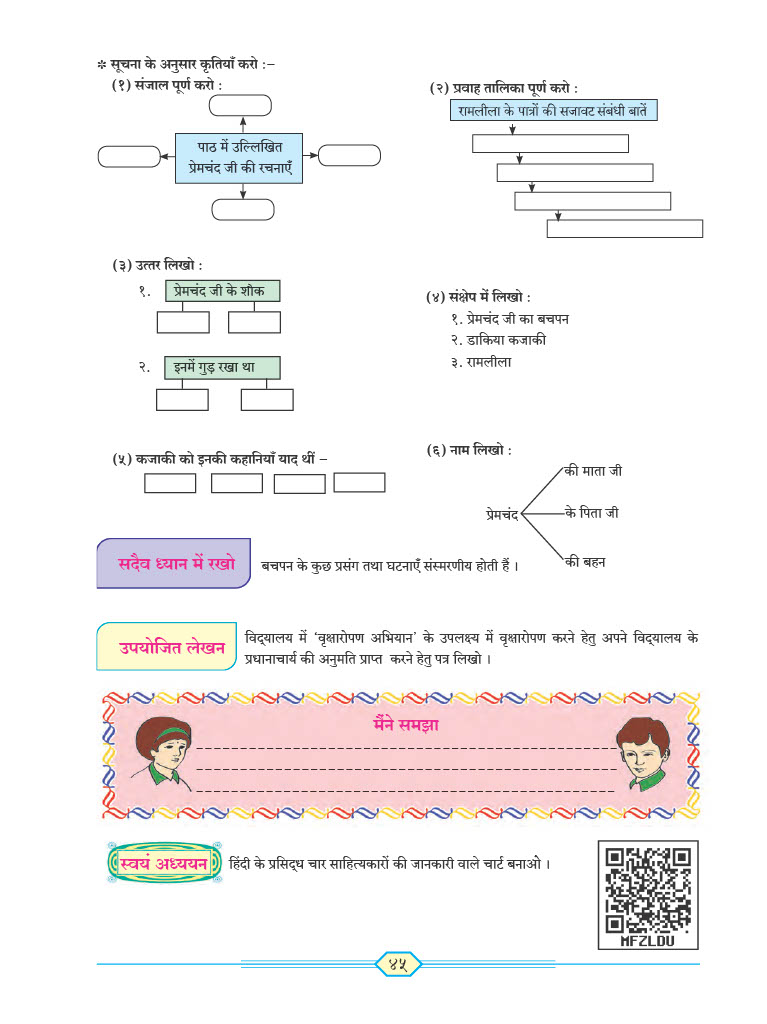 ✽ सूचना के अनुसार कृतियाँ करो :–
(१) संजाल पूर्ण करो :
पाठ में उल्लिखित
प्रेमचंद जी की रचनाएँ
(२) प्रवाह तालिका पूर्ण करो :
रामलीला के पात्रों की सजावट संबंधी बातें
(३) उत्तर लिखो :
१. प्रेमचंद जी के शौक
२. इनमें गुड़ रखा था
(४) संक्षेप में लिखो :
१. प्रेमचंद जी का बचपन
२. डाकिया कजाकी
३. रामलीला
(५) कजाकी को इनकी कहानियाँ याद थीं –
(६) नाम लिखो :
प्रेमचंद
की माता जी
के पिता जी
की बहन
सदैव ध्यान में रखो
बचपन के कुछ प्रसंग तथा घटनाएँ संस्मरणीय होती हैं ।
उपयोजित लेखन
विद्यालय में ‘वृक्षारोपण अभियान’ के उपलक्ष्य में वृक्षारोपण करने हेतु अपने विद्यालय के
प्रधानाचार्य की अनुमति प्राप्त करने हेतु पत्र लिखो ।
मैंने समझा
स्वयं अध्ययन
हिंदी के प्रसिद्ध चार साहित्यकारों की जानकारी वाले चार्ट बनाओ ।
MFZLDU
४५